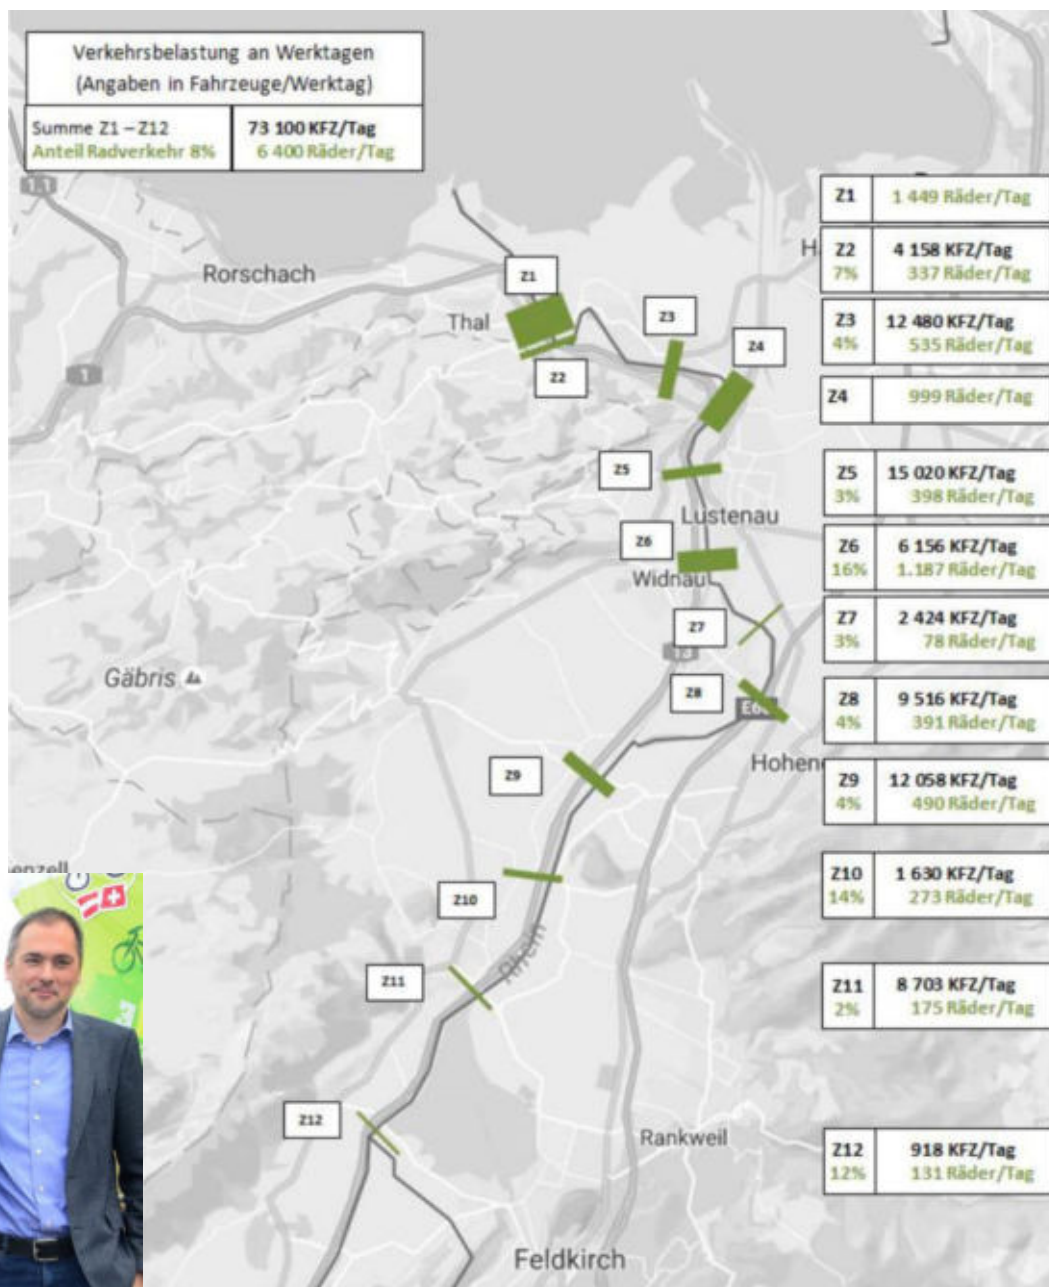 Verkehrsbelastung an Werktagen
(Angaben in Fahrzeuge/Werktag)
Summe Z1 – Z12
73 100 KFZ/Tag
Anteil Radverkehr 8%
6 400 Räder/Tag
1.1
Rorschach
Thal
1
Z1
Z2
Z3
Z4
Z5
Lustenau
Z6
Widnau
Z7
13
Gäbris
Z8
E6
Hohene
Z9
enzell
Z10
Rhein
Z11
Z12
Rankweil
Feldkirch
H
Z1
1 449 Räder/Tag
Z2
4 158 KFZ/Tag
7%
337 Räder/Tag
Z3
12 480 KFZ/Tag
4%
535 Räder/Tag
Z4
999 Räder/Tag
Z5
15 020 KFZ/Tag
3%
398 Räder/Tag
Z6
6 156 KFZ/Tag
16%
1.187 Räder/Tag
Z7
2 424 KFZ/Tag
3%
78 Räder/Tag
Z8
9 516 KFZ/Tag
4%
391 Räder/Tag
Z9
12 058 KFZ/Tag
4%
490 Räder/Tag
Z10
1 630 KFZ/Tag
14%
273 Räder/Tag
Z11
8 703 KFZ/Tag
2%
175 Räder/Tag
Z12
918 KFZ/Tag
12%
131 Räder/Tag